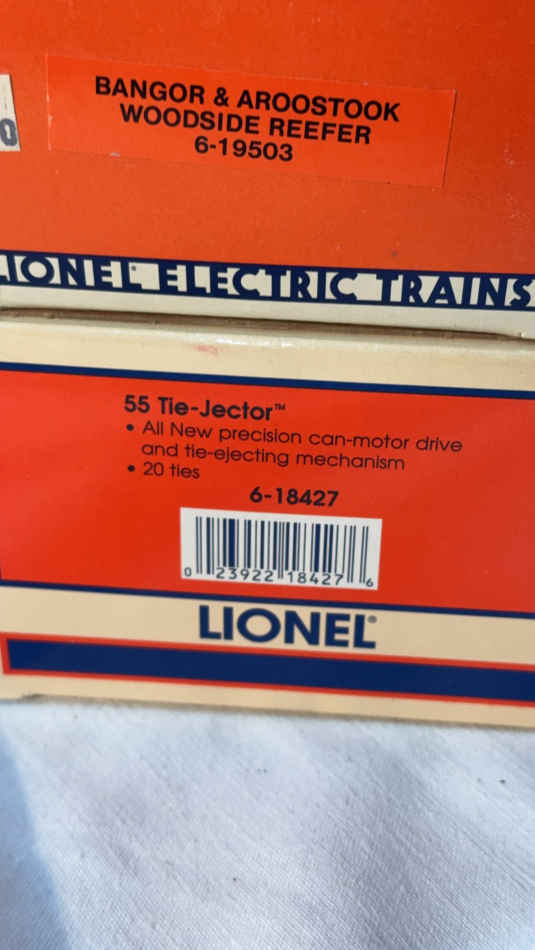 BANGOR & AROOSTOOK
WOODSIDE REEFER
6-19503
0
LIONEL® ELECTRIC TRAINS
55 Tie-Jector™
• All New precision can-motor drive
and tie-ejecting mechanism
• 20 ties
6-18427
0 23922 18427 6
LIONEL®